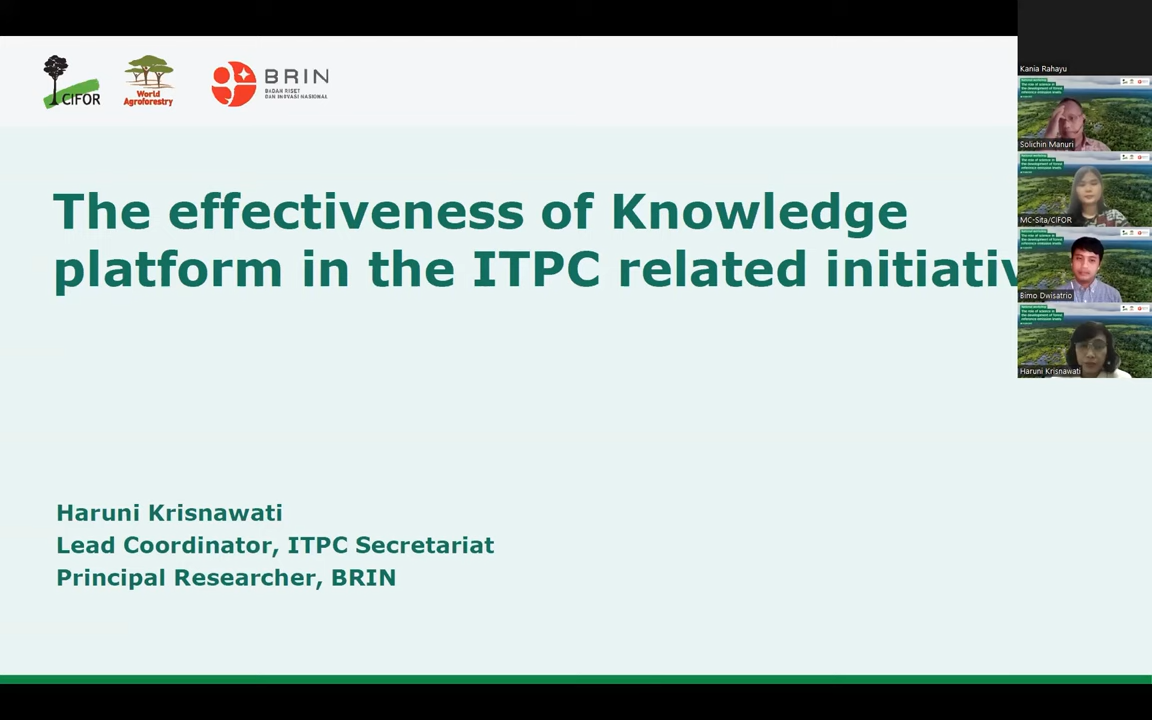 CIFOR
World
Agroforestry
BRIN
BADAN RISET
DAN INOVASI NASIONAL
The effectiveness of Knowledge
platform in the ITPC related initiativ
Haruni Krisnawati
Lead Coordinator, ITPC Secretariat
Principal Researcher, BRIN
Kania Rahayu
Solichin Manuri
MC-Sita/CIFOR
Bimo Dwisatrio
Haruni Krisnawati